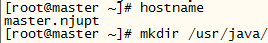 [root@master ~]# hostname
master.njupt
[root@master ~]# mkdir /usr/java/